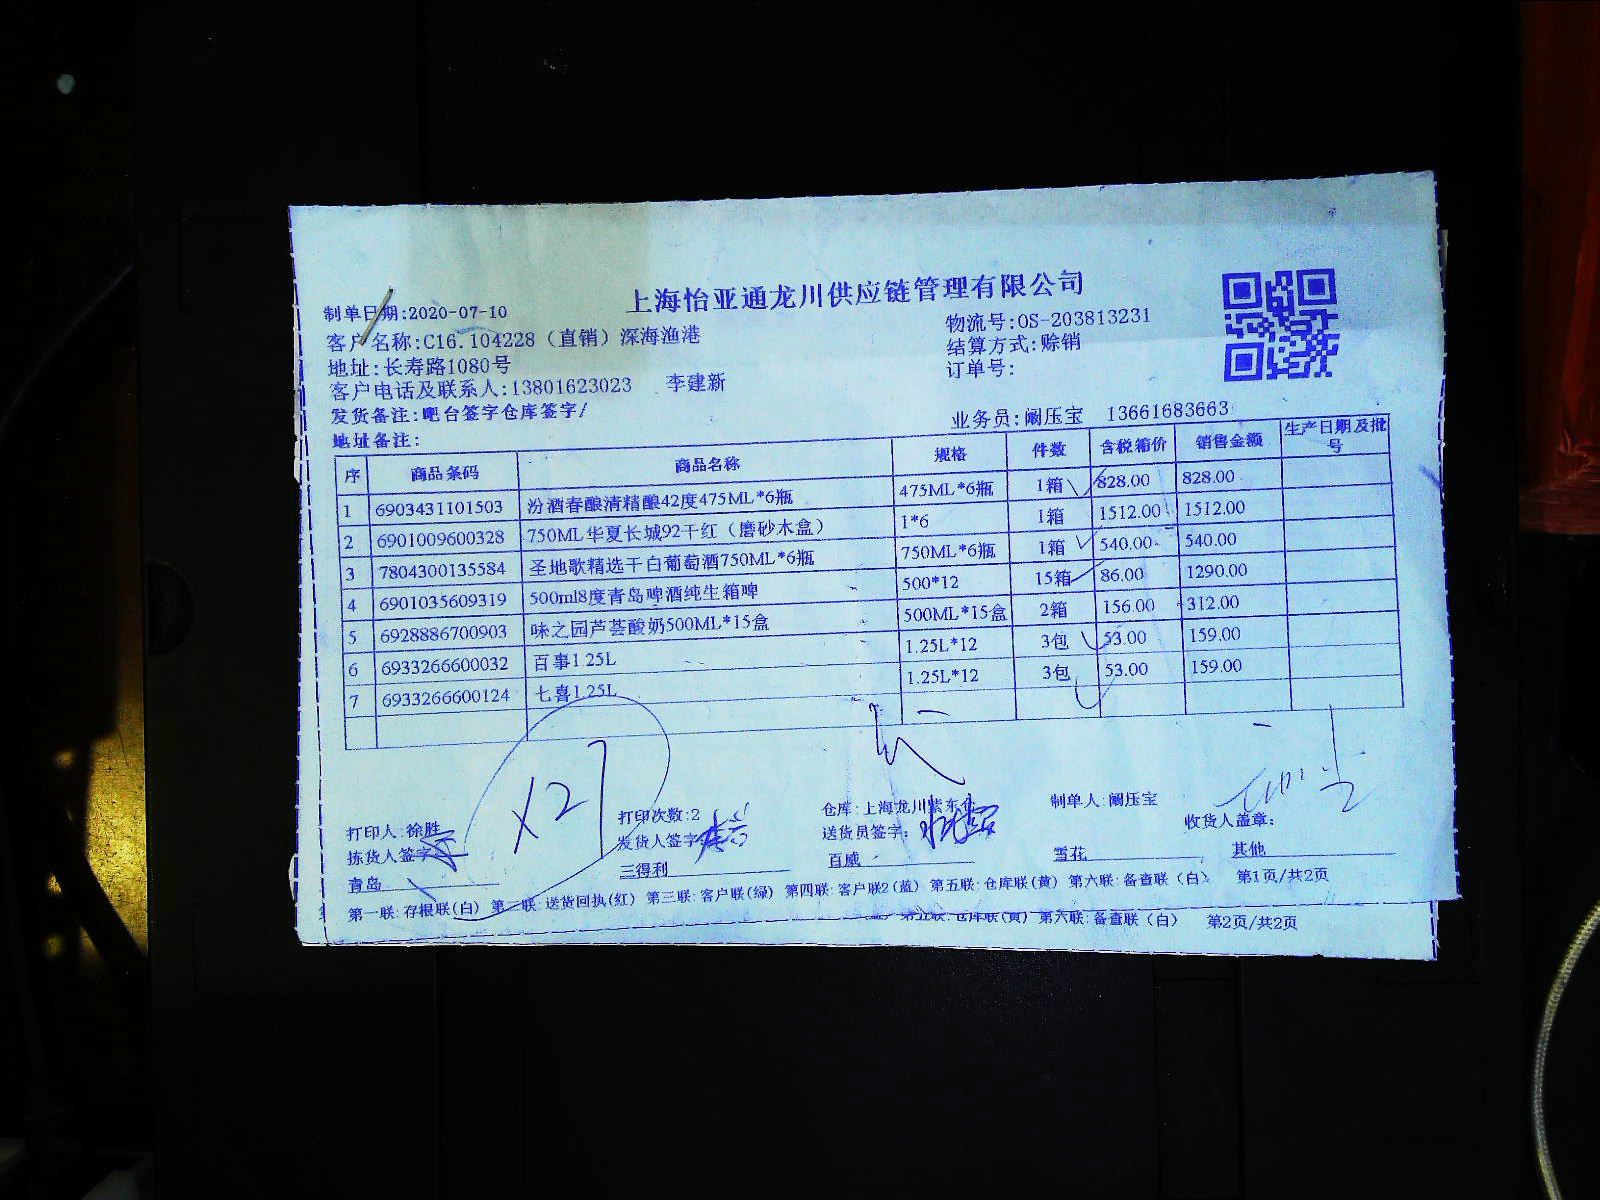 上海怡亚通龙川供应链管理有限公司
制单日期:2020-07-10
客户名称:C16.104228（直销）深海渔港
物流号:OS-203813231
地址:长寿路1080号
结算方式:赊销
客户电话及联系人:13801623023 李建新
订单号:
发货备注:吧台签字仓库签字/
业务员:阚压宝 13661683663
地址备注:
序 商品条码 商品名称 规格 件数 含税箱价 销售金额 生产日期及批号
1 6903431101503 汾酒春酿清精酿42度475ML*6瓶 475ML*6瓶 1箱 828.00 828.00
2 6901009600328 750ML华夏长城92干红（磨砂木盒） 1*6 1箱 1512.00 1512.00
3 7804300135584 圣地歌精选干白葡萄酒750ML*6瓶 750ML*6瓶 1箱 540.00 540.00
4 6901035609319 500ml8度青岛啤酒纯生箱啤 500*12 15箱 86.00 1290.00
5 6928886700903 味之园芦荟酸奶500ML*15盒 500ML*15盒 2箱 156.00 312.00
6 6933266600032 百事1.25L 1.25L*12 3包 53.00 159.00
7 6933266600124 七喜1.25L 1.25L*12 3包 53.00 159.00
打印人:徐胜 打印次数:2 仓库:上海龙川紫东仓 制单人:阚压宝
拣货人签字 发货人签字 送货员签字: 收货人盖章:
青岛 三得利 百威 雪花 其他
第一联:存根联(白) 第二联:送货回执(红) 第三联:客户联(绿) 第四联:客户联2(蓝) 第五联:仓库联(黄) 第六联:备查联（白） 第1页/共2页
第五联:仓库联(黄) 第六联:备查联（白） 第2页/共2页